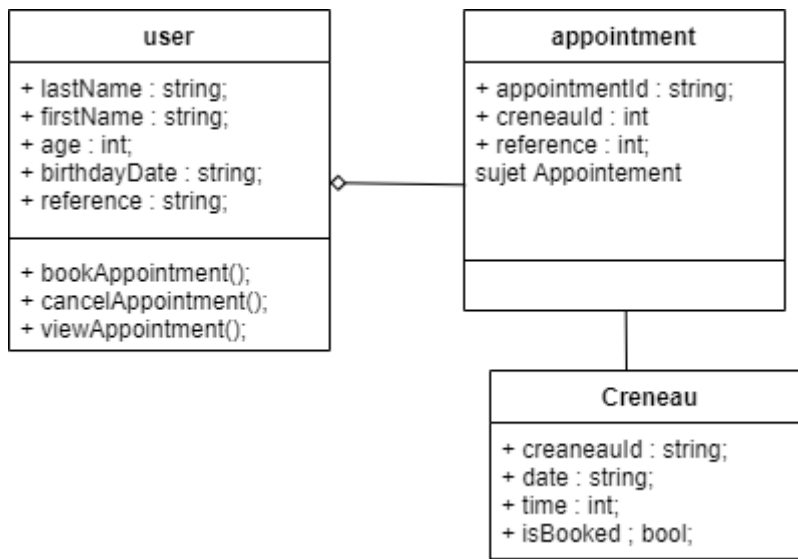 user
+ lastName : string;
+ firstName : string;
+ age : int;
+ birthdayDate : string;
+ reference : string;
+ bookAppointment();
+ cancelAppointment();
+ viewAppointment();
appointment
+ appointmentId : string;
+ creneauId : int
+ reference : int;
sujet Appointement
Creneau
+ creaneauId : string;
+ date : string;
+ time : int;
+ isBooked ; bool;